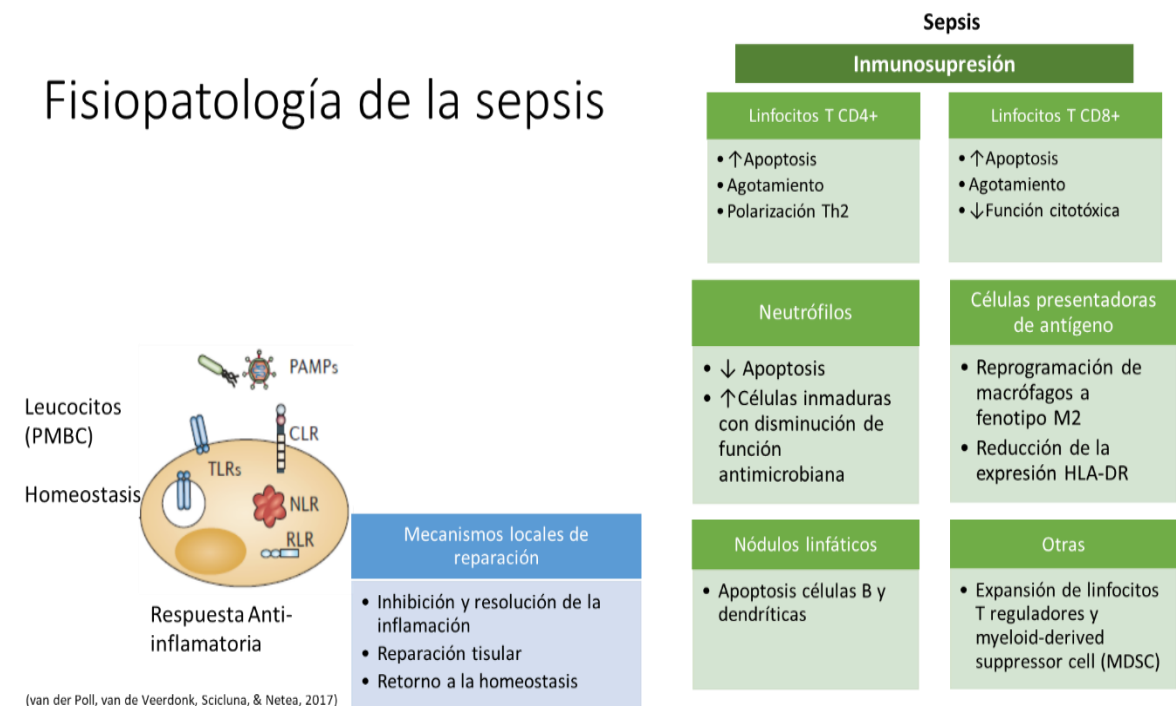 Fisiopatología de la sepsis
Leucocitos
(PMBC)
Homeostasis
PAMPs
CLR
TLRs
NLR
RLR
Respuesta Anti-
inflamatoria
Mecanismos locales de
reparación
• Inhibición y resolución de la
inflamación
• Reparación tisular
• Retorno a la homeostasis
(van der Poll, van de Veerdonk, Scicluna, & Netea, 2017)
Sepsis
Inmunosupresión
Linfocitos T CD4+
• ↑Apoptosis
• Agotamiento
• Polarización Th2
Linfocitos T CD8+
• ↑Apoptosis
• Agotamiento
• ↓Función citotóxica
Neutrófilos
• ↓ Apoptosis
• ↑Células inmaduras
con disminución de
función
antimicrobiana
Células presentadoras
de antígeno
• Reprogramación de
macrófagos a
fenotipo M2
• Reducción de la
expresión HLA-DR
Nódulos linfáticos
• Apoptosis células B y
dendríticas
Otras
• Expansión de linfocitos
T reguladores y
myeloid-derived
suppressor cell (MDSC)